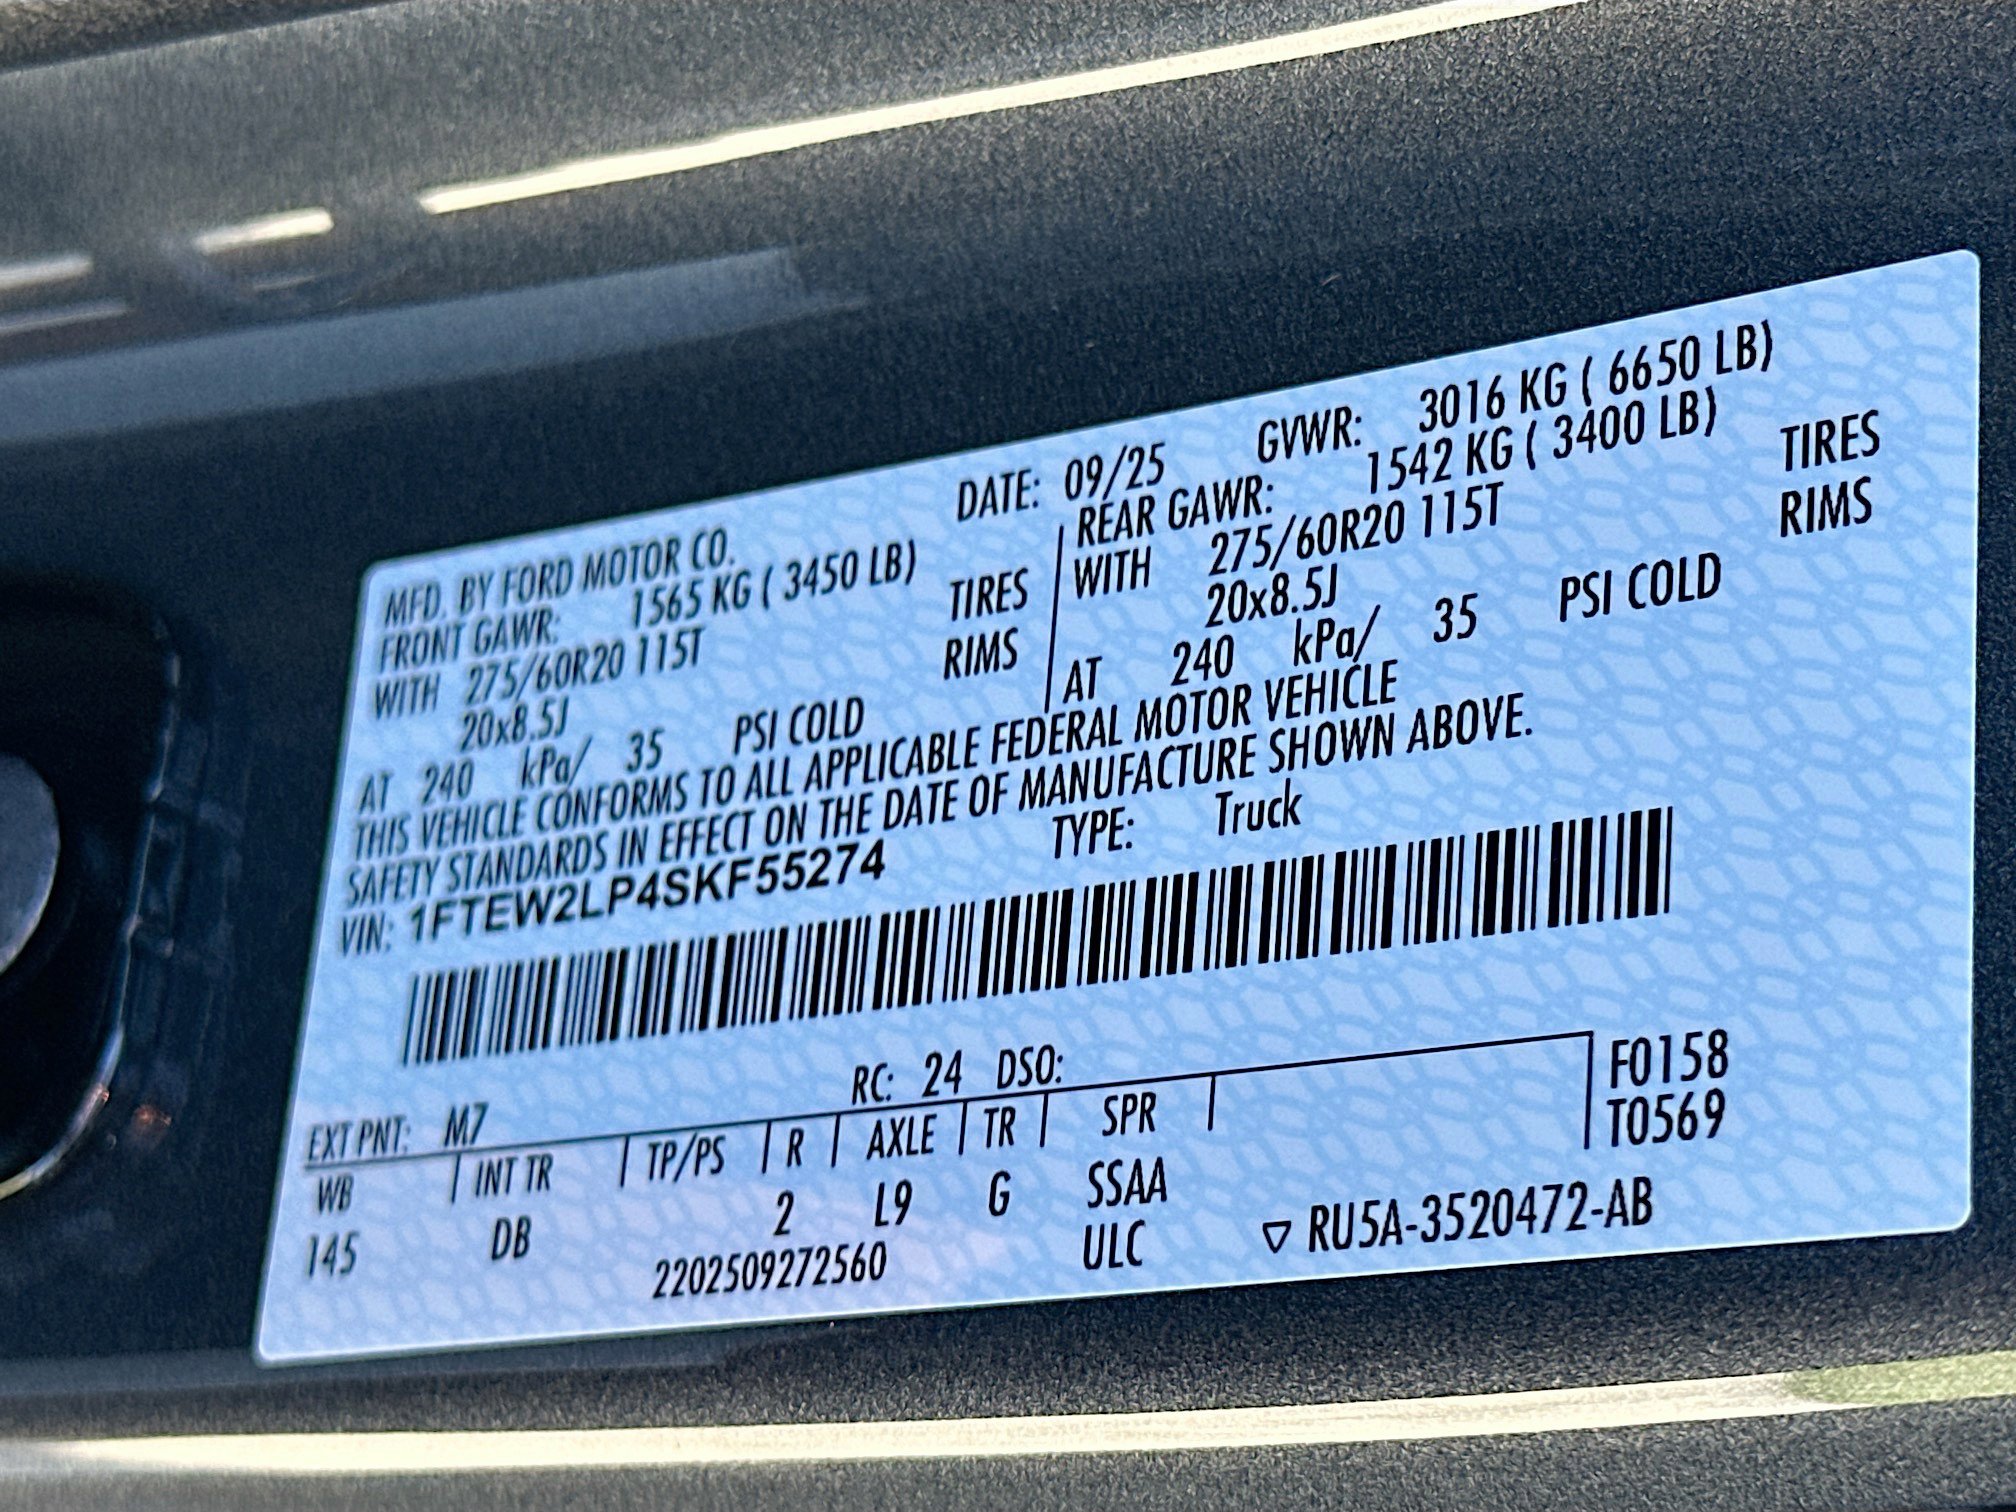 MFD. BY FORD MOTOR CO. DATE: 09/25 GVWR: 3016 KG ( 6650 LB)
FRONT GAWR: 1565 KG ( 3450 LB) REAR GAWR: 1542 KG ( 3400 LB)
WITH 275/60R20 115T TIRES WITH 275/60R20 115T TIRES
20x8.5J RIMS 20x8.5J RIMS
AT 240 kPa/ 35 PSI COLD AT 240 kPa/ 35 PSI COLD
THIS VEHICLE CONFORMS TO ALL APPLICABLE FEDERAL MOTOR VEHICLE
SAFETY STANDARDS IN EFFECT ON THE DATE OF MANUFACTURE SHOWN ABOVE.
VIN: 1FTEW2LP4SKF55274 TYPE: Truck
EXT PNT: M7 RC: 24 DSO: F0158
WB INT TR TP/PS R AXLE TR SPR T0569
145 DB 2 L9 G SSAA
2202509272560 ULC ▽ RU5A-3520472-AB